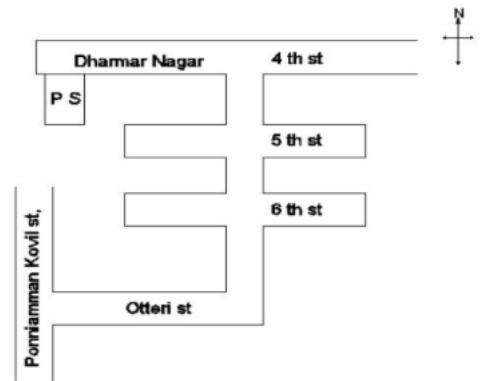 N
Dharmar Nagar 4 th st
P S
5 th st
6 th st
Ponniamman Kovil st,
Otteri st